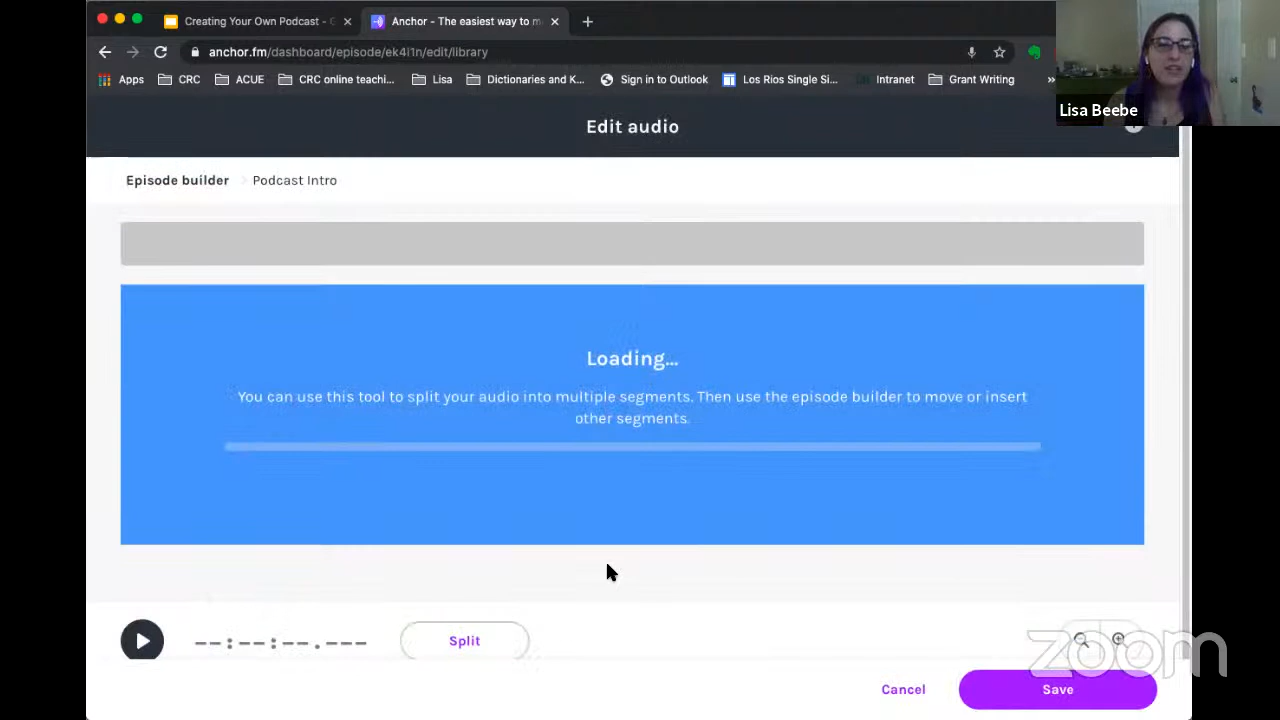 Creating Your Own Podcast - G
Anchor - The easiest way to m
anchor.fm/dashboard/episode/ek4i1n/edit/library
Apps CRC ACUE CRC online teachi... Lisa Dictionaries and K... Sign in to Outlook Los Rios Single Si... Intranet Grant Writing »
Lisa Beebe
Edit audio
Episode builder > Podcast Intro
Loading...
You can use this tool to split your audio into multiple segments. Then use the episode builder to move or insert
other segments.
--:--:--.---
Split
zoom
Cancel
Save